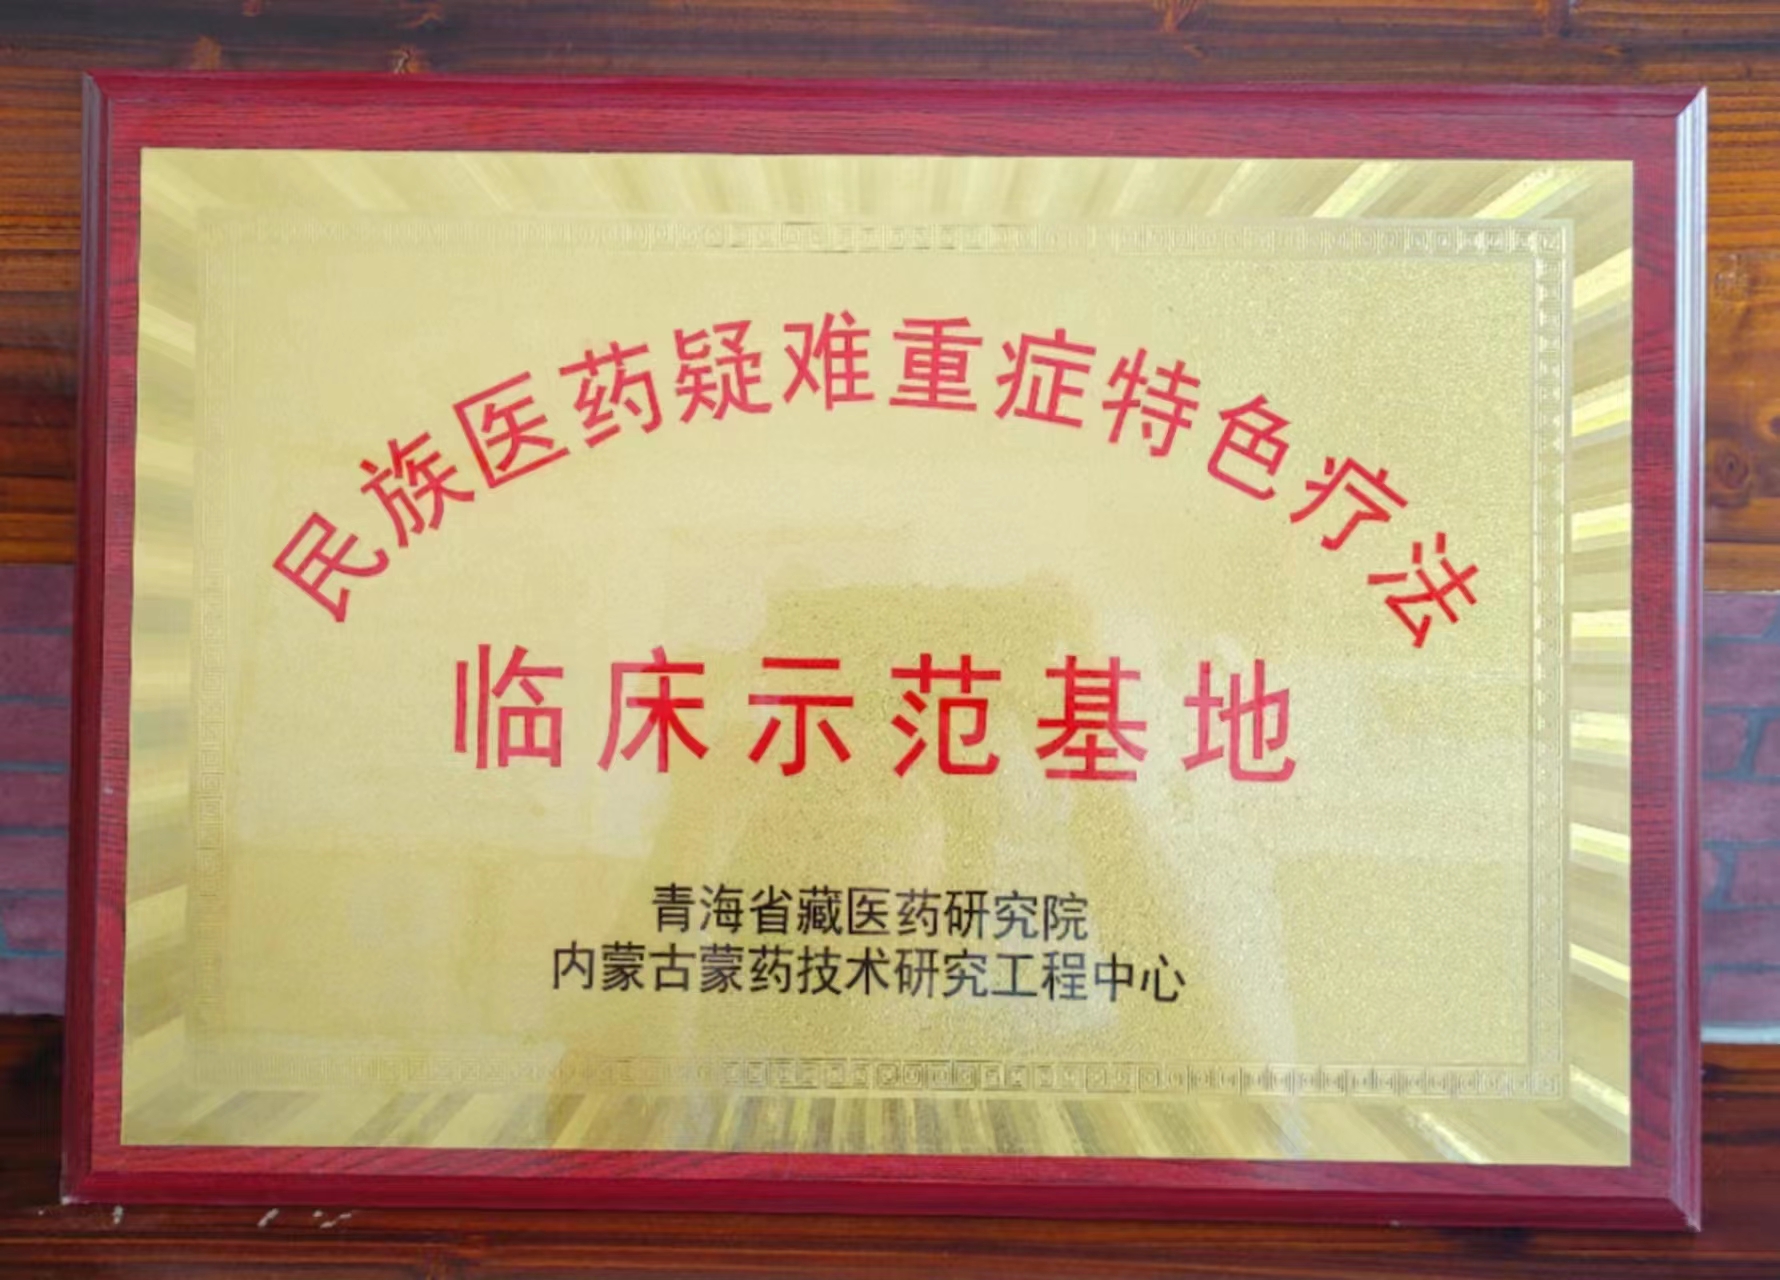 民族医药疑难重症特色疗法
临床示范基地
青海省藏医药研究院
内蒙古蒙药技术研究工程中心